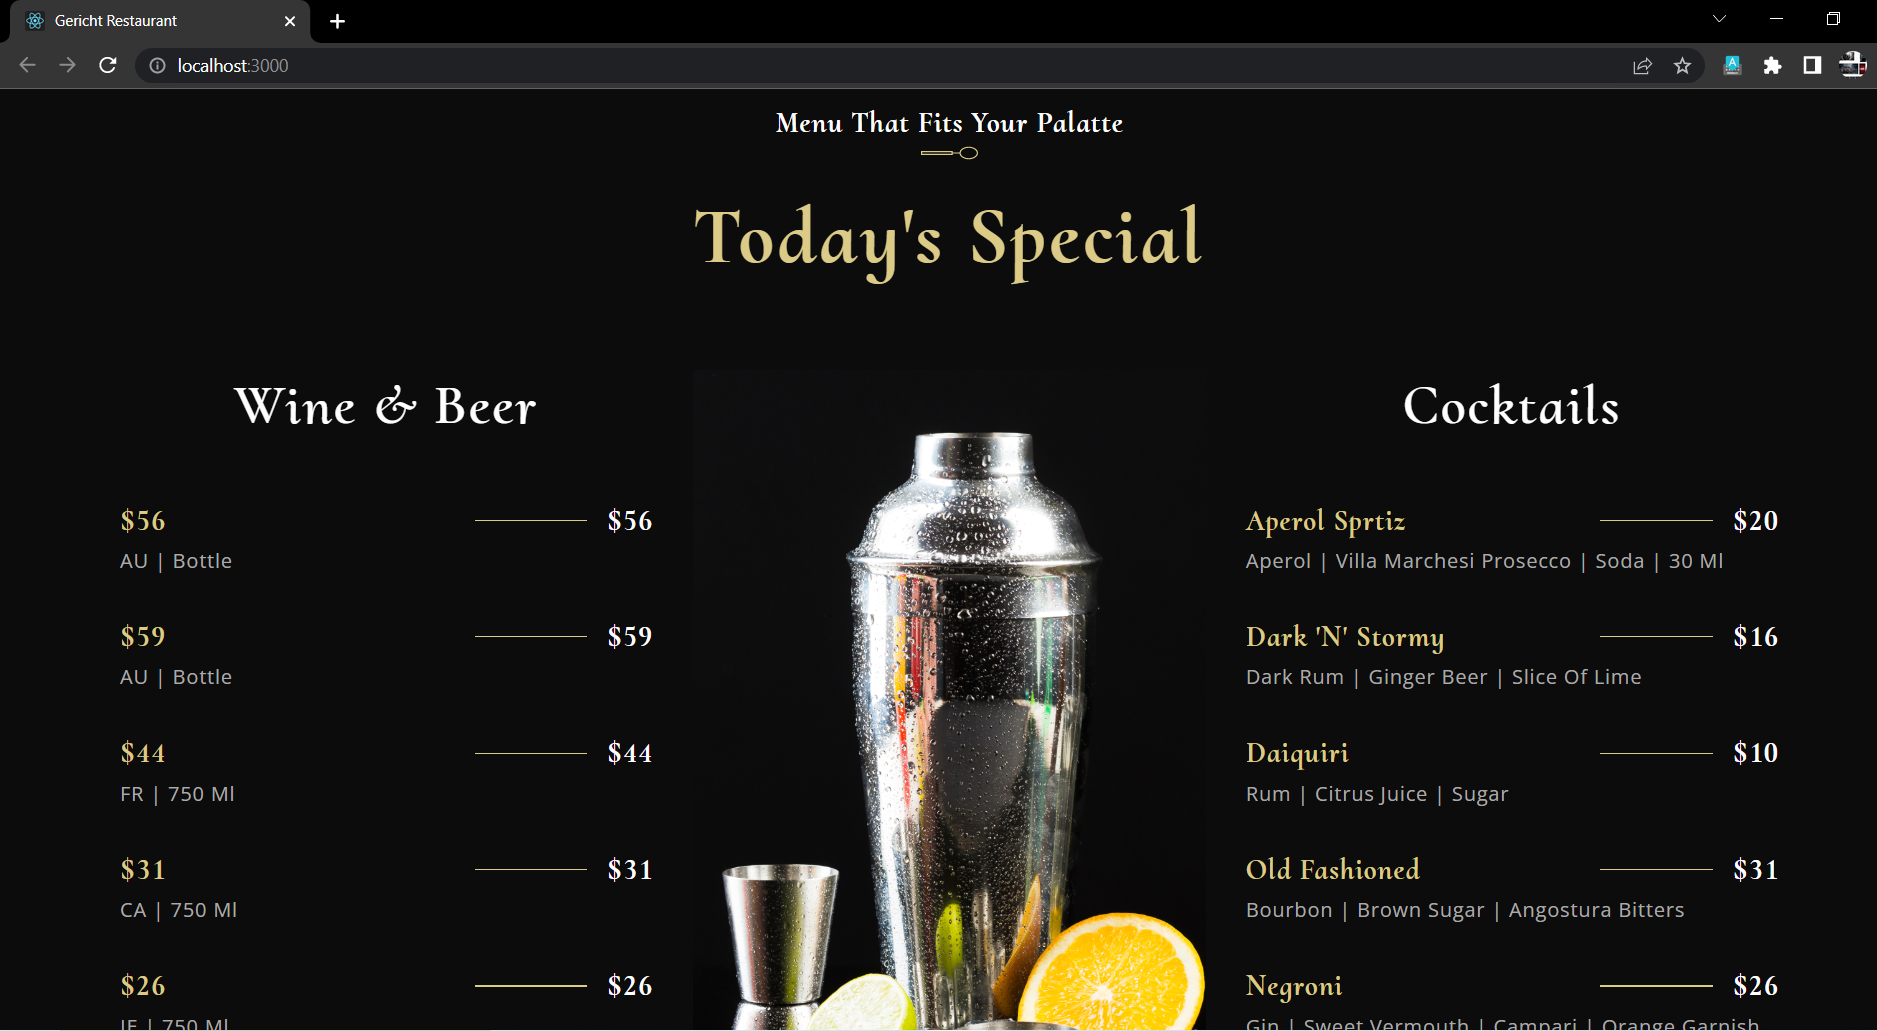 Gericht Restaurant
localhost:3000
Menu That Fits Your Palatte
Today's Special
Wine & Beer
$56 $56
AU | Bottle
$59 $59
AU | Bottle
$44 $44
FR | 750 Ml
$31 $31
CA | 750 Ml
$26 $26
IE | 750 Ml
Cocktails
Aperol Sprtiz $20
Aperol | Villa Marchesi Prosecco | Soda | 30 Ml
Dark 'N' Stormy $16
Dark Rum | Ginger Beer | Slice Of Lime
Daiquiri $10
Rum | Citrus Juice | Sugar
Old Fashioned $31
Bourbon | Brown Sugar | Angostura Bitters
Negroni $26
Gin | Sweet Vermouth | Campari | Orange Garnish